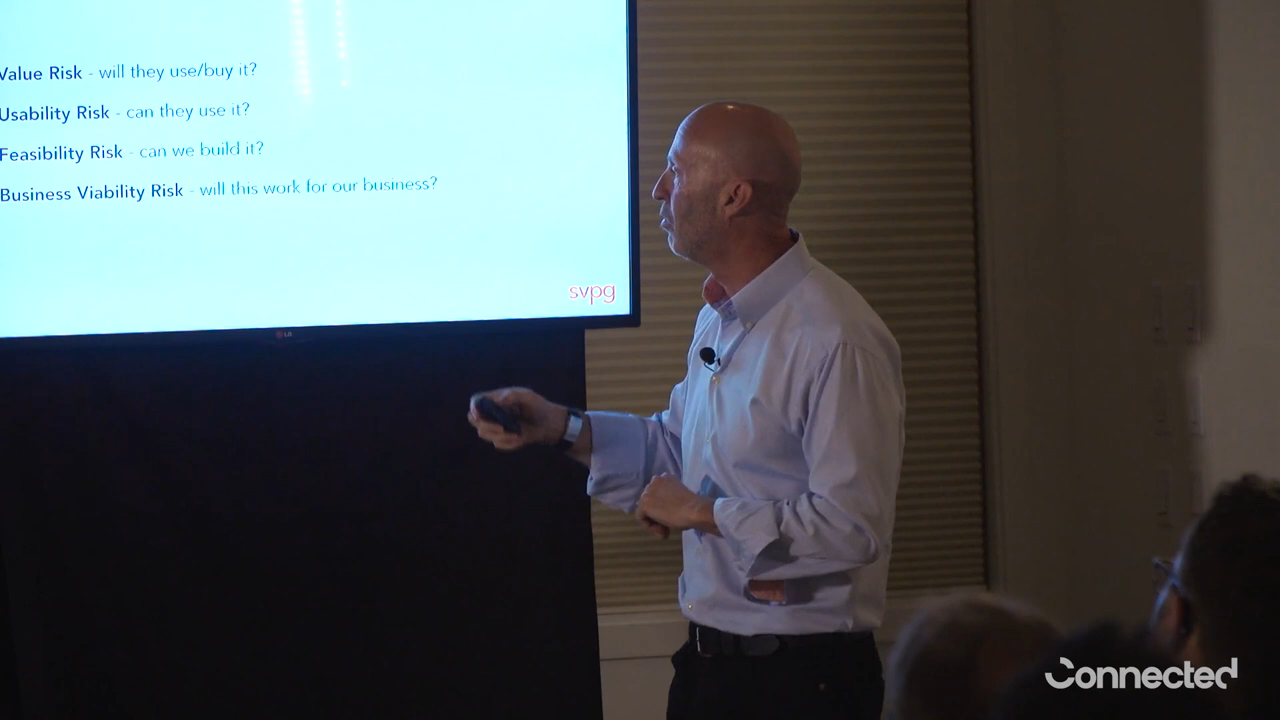 Value Risk - will they use/buy it?
Usability Risk - can they use it?
Feasibility Risk - can we build it?
Business Viability Risk - will this work for our business?
svpg
LG
Connected